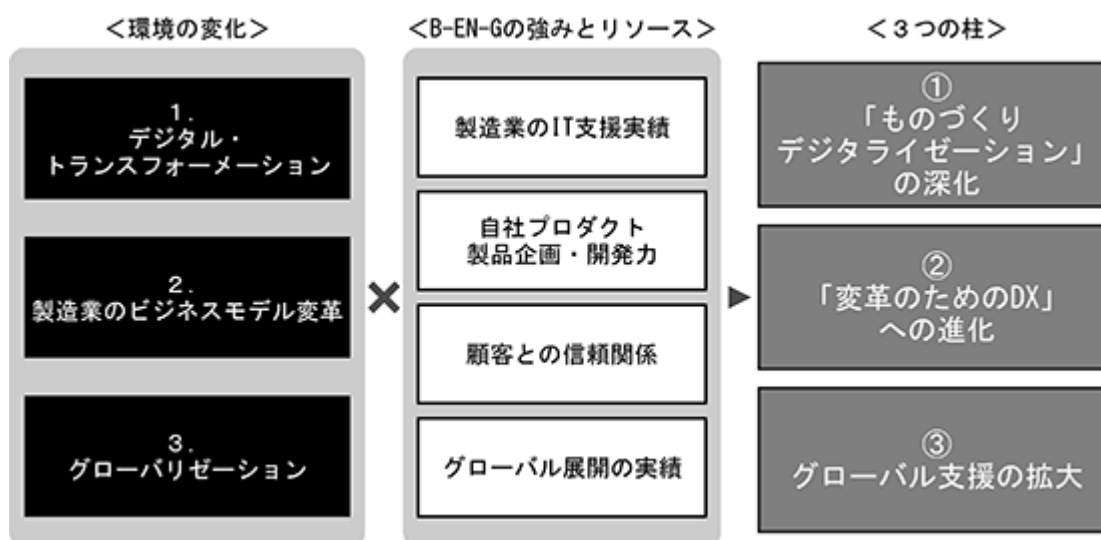 ＜環境の変化＞
１．
デジタル・
トランスフォーメーション
２．
製造業のビジネスモデル変革
３．
グローバリゼーション
＜B-EN-Gの強みとリソース＞
製造業のIT支援実績
自社プロダクト
製品企画・開発力
顧客との信頼関係
グローバル展開の実績
＜３つの柱＞
①
「ものづくり
デジタライゼーション」
の深化
②
「変革のためのDX」
への進化
③
グローバル支援の拡大